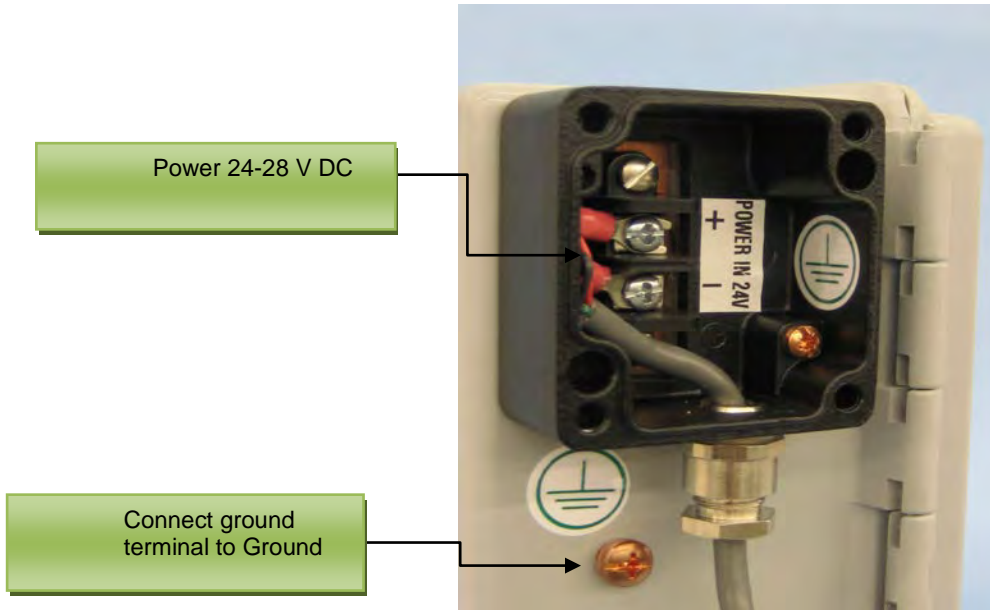 Power 24-28 V DC
POWER IN 24V
+ -
Connect ground
terminal to Ground